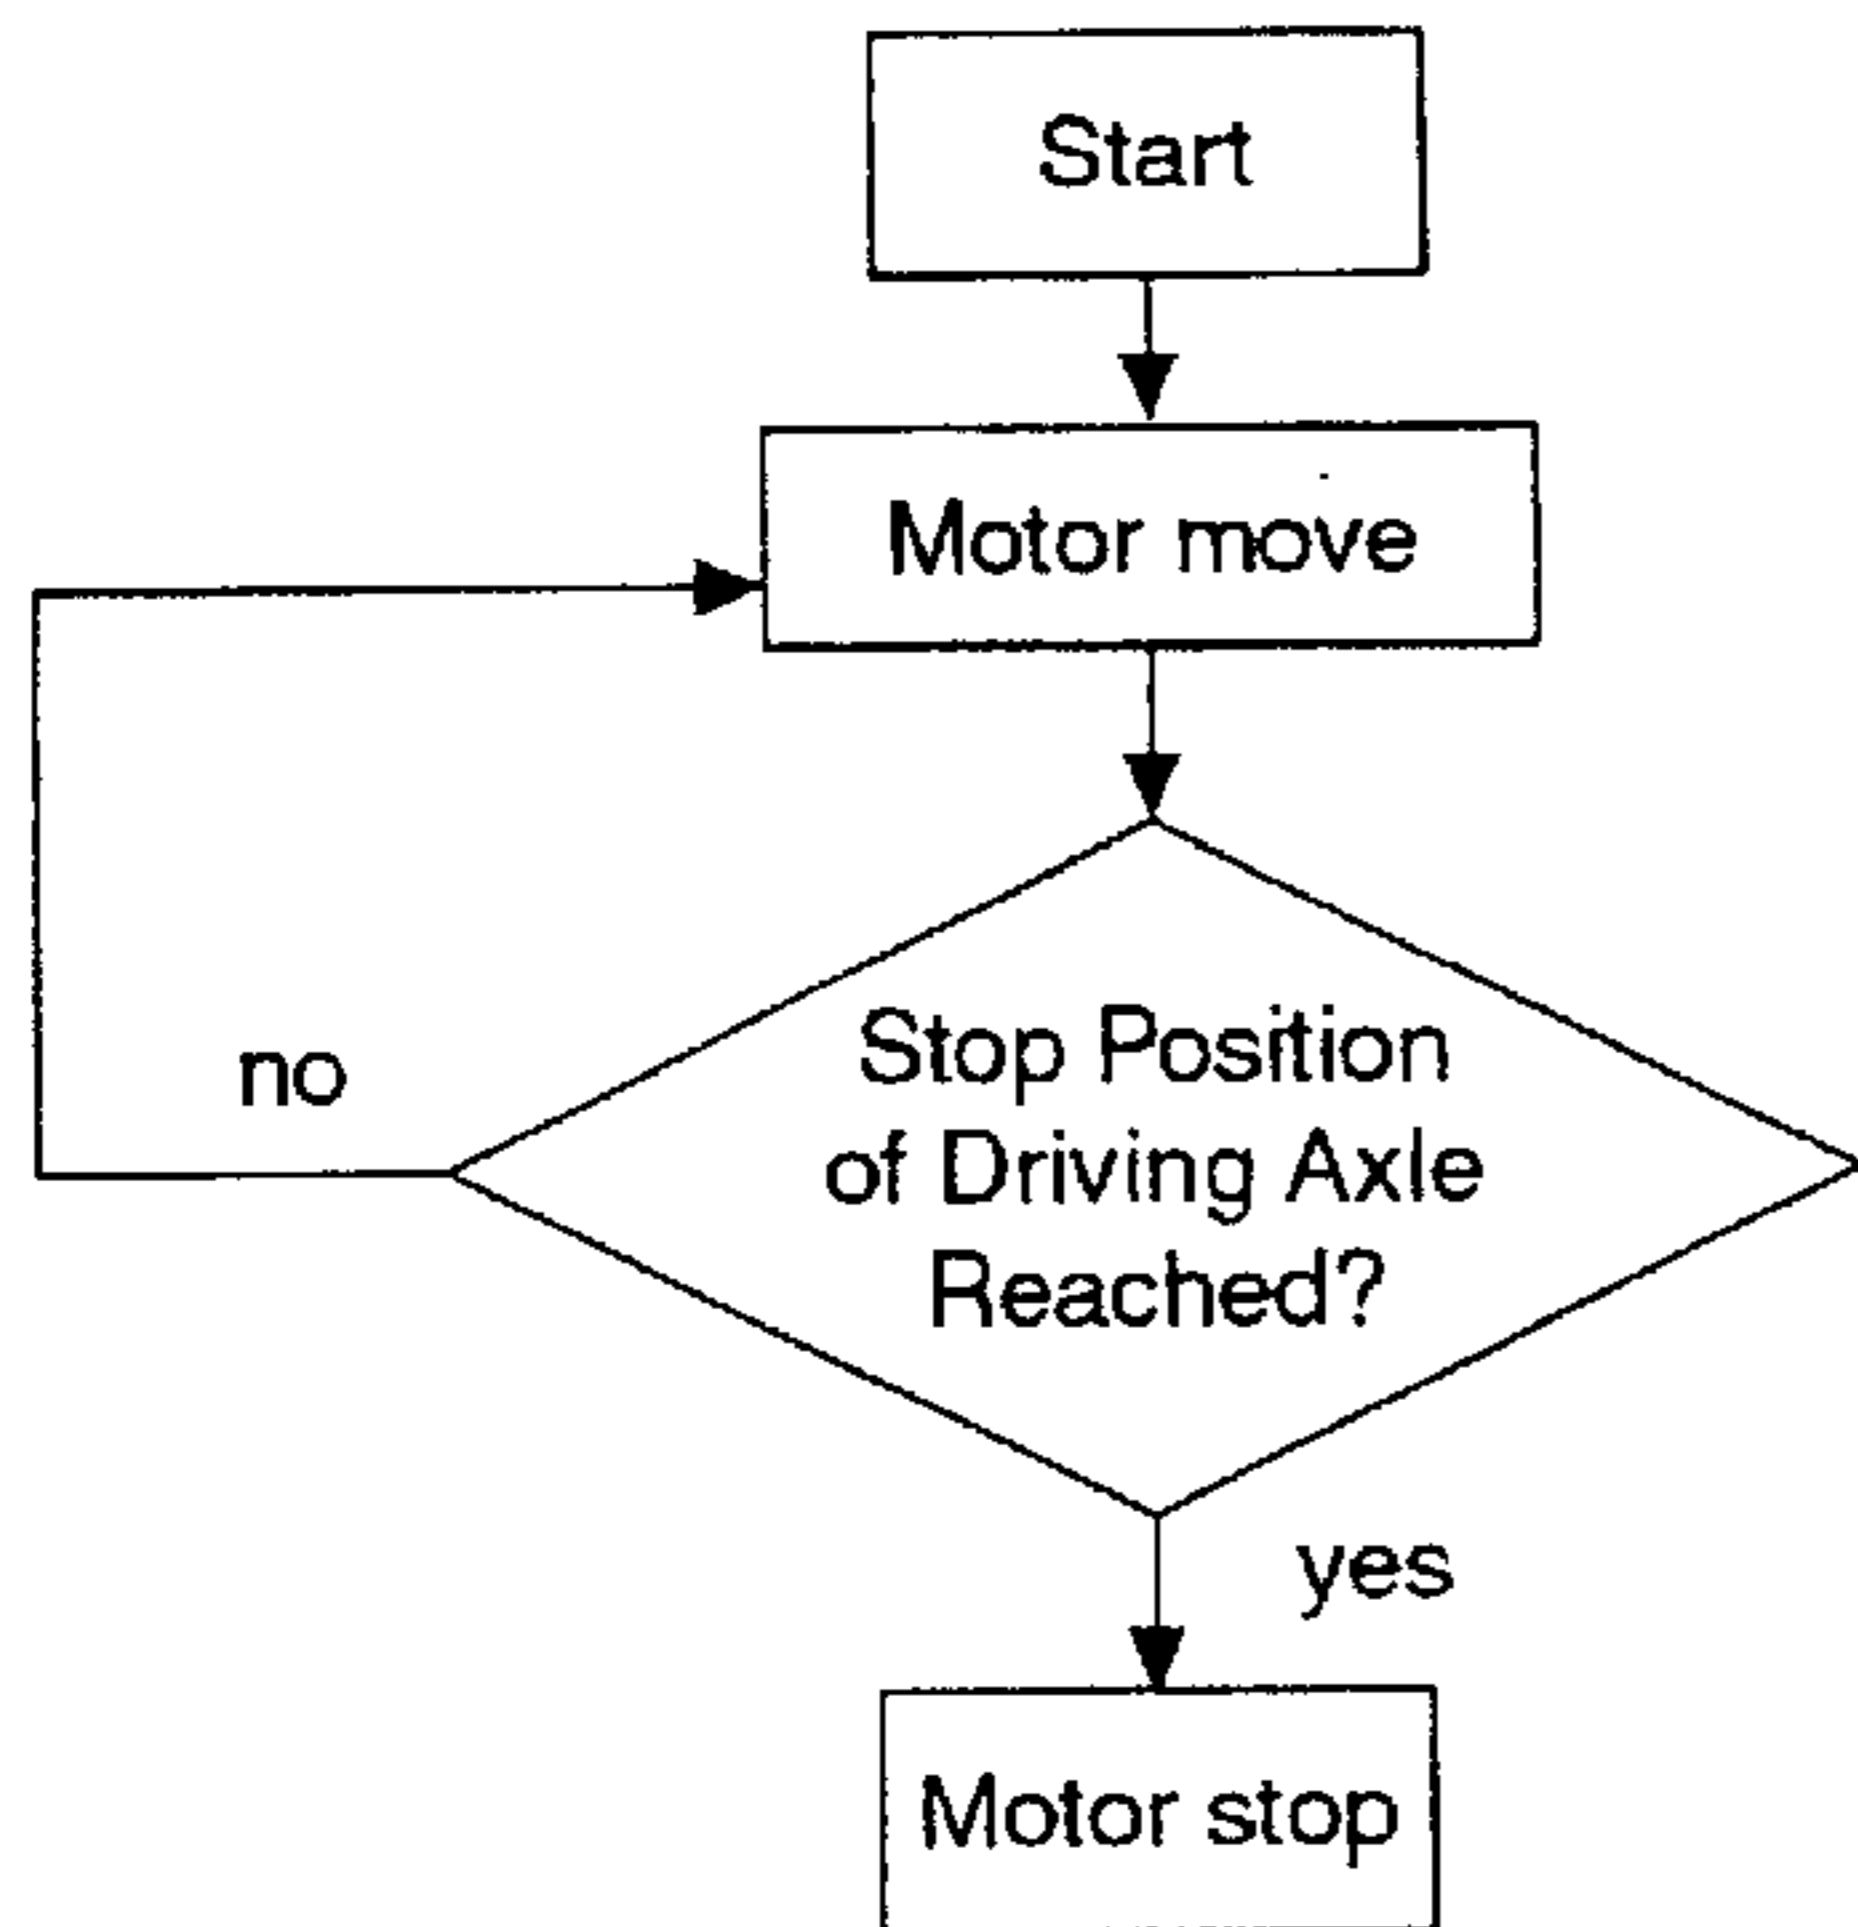 Start
Motor move
Stop Position
of Driving Axle
Reached?
no
yes
Motor stop